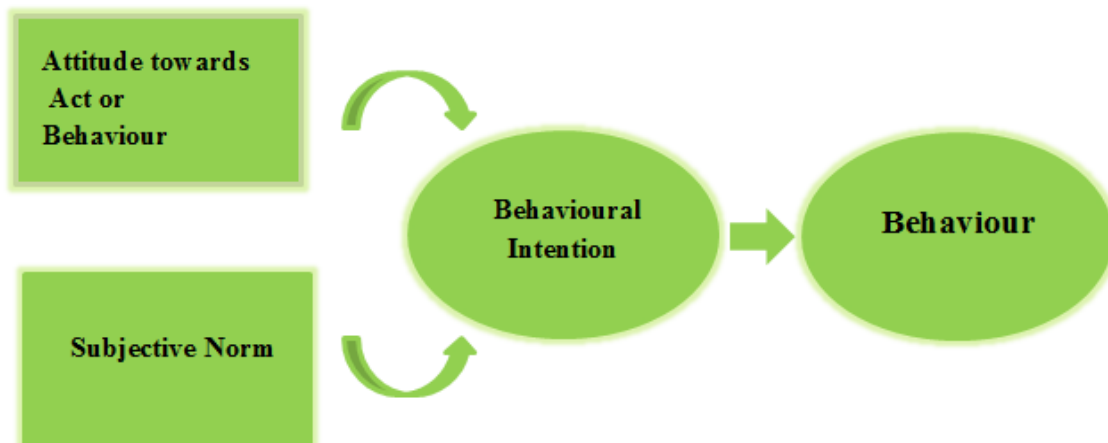 Attitude towards
Act or
Behaviour
Subjective Norm
Behavioural
Intention
Behaviour